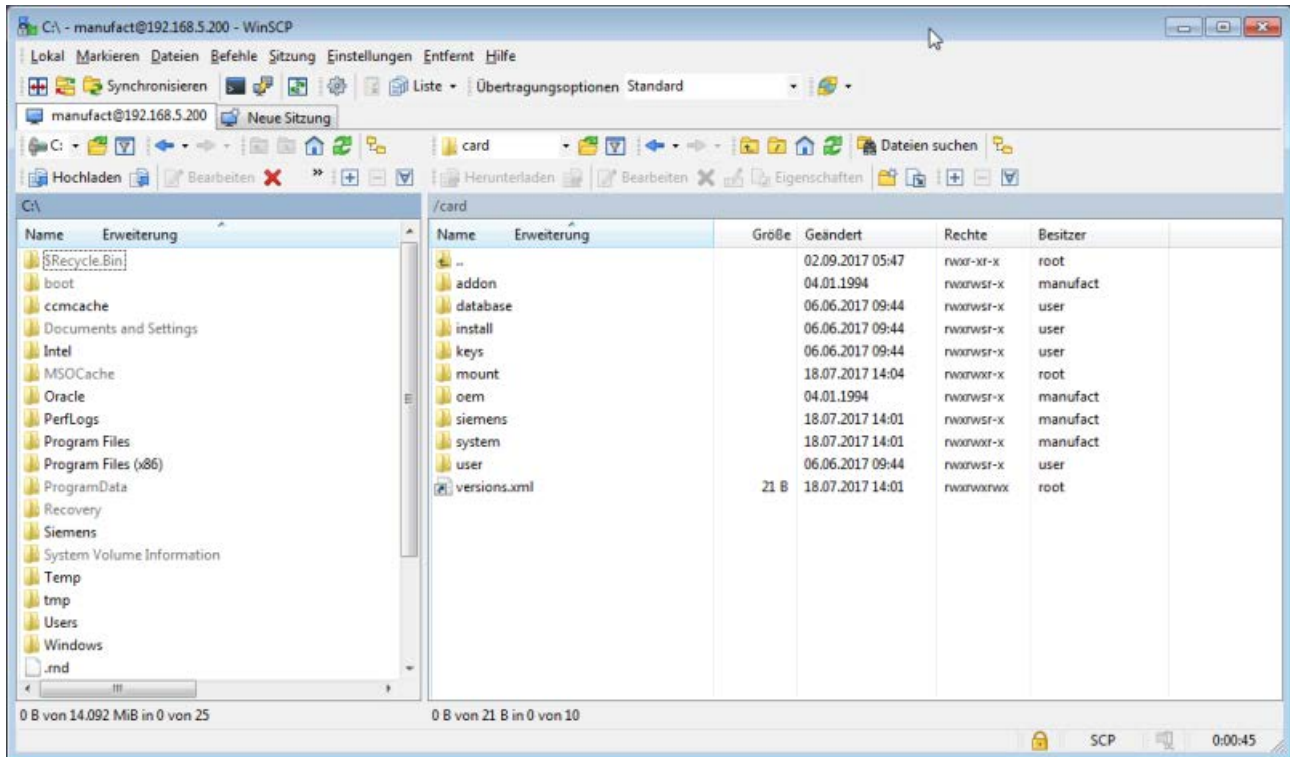 C:\ - manufact@192.168.5.200 - WinSCP
Lokal Markieren Dateien Befehle Sitzung Einstellungen Entfernt Hilfe
Synchronisieren Liste Übertragungsoptionen Standard
manufact@192.168.5.200 Neue Sitzung
C: card Dateien suchen
Hochladen Bearbeiten » Herunterladen Bearbeiten Eigenschaften
C:\ /card
Name Erweiterung Name Erweiterung Größe Geändert Rechte Besitzer
$Recycle.Bin .. 02.09.2017 05:47 rwxr-xr-x root
boot addon 04.01.1994 rwxrwsr-x manufact
ccmcache database 06.06.2017 09:44 rwxrwsr-x user
Documents and Settings install 06.06.2017 09:44 rwxrwsr-x user
Intel keys 06.06.2017 09:44 rwxrwsr-x user
MSOCache mount 18.07.2017 14:04 rwxrwxr-x root
Oracle oem 04.01.1994 rwxrwsr-x manufact
PerfLogs siemens 18.07.2017 14:01 rwxrwsr-x manufact
Program Files system 18.07.2017 14:01 rwxrwxr-x manufact
Program Files (x86) user 06.06.2017 09:44 rwxrwsr-x user
ProgramData versions.xml 21 B 18.07.2017 14:01 rwxrwxrwx root
Recovery
Siemens
System Volume Information
Temp
tmp
Users
Windows
.rnd
0 B von 14.092 MiB in 0 von 25 0 B von 21 B in 0 von 10
SCP 0:00:45